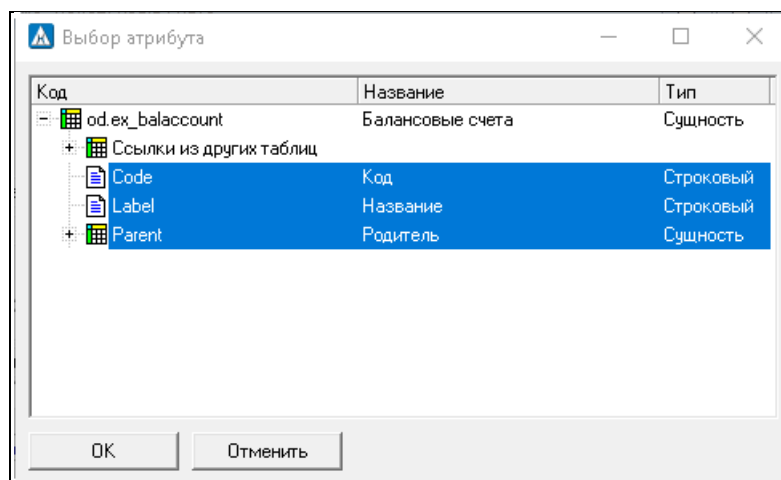 Выбор атрибута
Код Название Тип
od.ex_balaccount Балансовые счета Сущность
Ссылки из других таблиц
Code Код Строковый
Label Название Строковый
Parent Родитель Сущность
OK Отменить